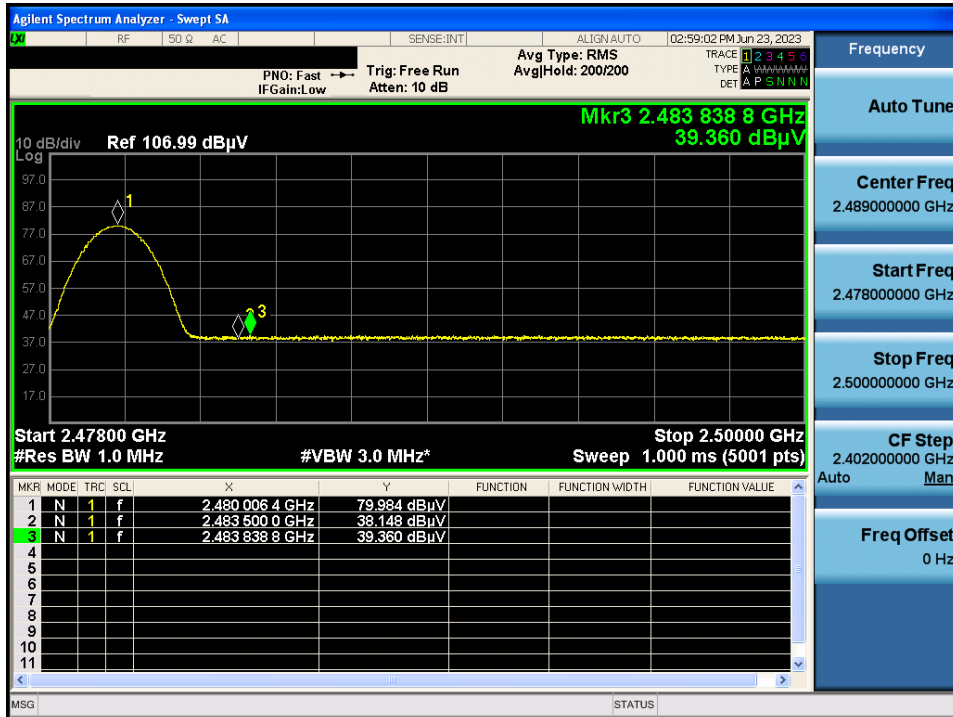 Agilent Spectrum Analyzer - Swept SA
LXI RF 50 Ω AC SENSE:INT ALIGN AUTO 02:59:02 PM Jun 23, 2023
PNO: Fast
IFGain:Low
Trig: Free Run
Atten: 10 dB
Avg Type: RMS
Avg|Hold: 200/200
TRACE 1 2 3 4 5 6
TYPE A WWWWW
DET A P S N N N
Mkr3 2.483 838 8 GHz
39.360 dBµV
10 dB/div Ref 106.99 dBµV
Log
97.0
87.0
77.0
67.0
57.0
47.0
37.0
27.0
17.0
1
2 3
Start 2.47800 GHz Stop 2.50000 GHz
#Res BW 1.0 MHz #VBW 3.0 MHz* Sweep 1.000 ms (5001 pts)
MKR MODE TRC SCL X Y FUNCTION FUNCTION WIDTH FUNCTION VALUE
1 N 1 f 2.480 006 4 GHz 79.984 dBµV
2 N 1 f 2.483 500 0 GHz 38.148 dBµV
3 N 1 f 2.483 838 8 GHz 39.360 dBµV
4
5
6
7
8
9
10
11
MSG STATUS
Frequency
Auto Tune
Center Freq
2.489000000 GHz
Start Freq
2.478000000 GHz
Stop Freq
2.500000000 GHz
CF Step
2.402000000 GHz
Auto Man
Freq Offset
0 Hz